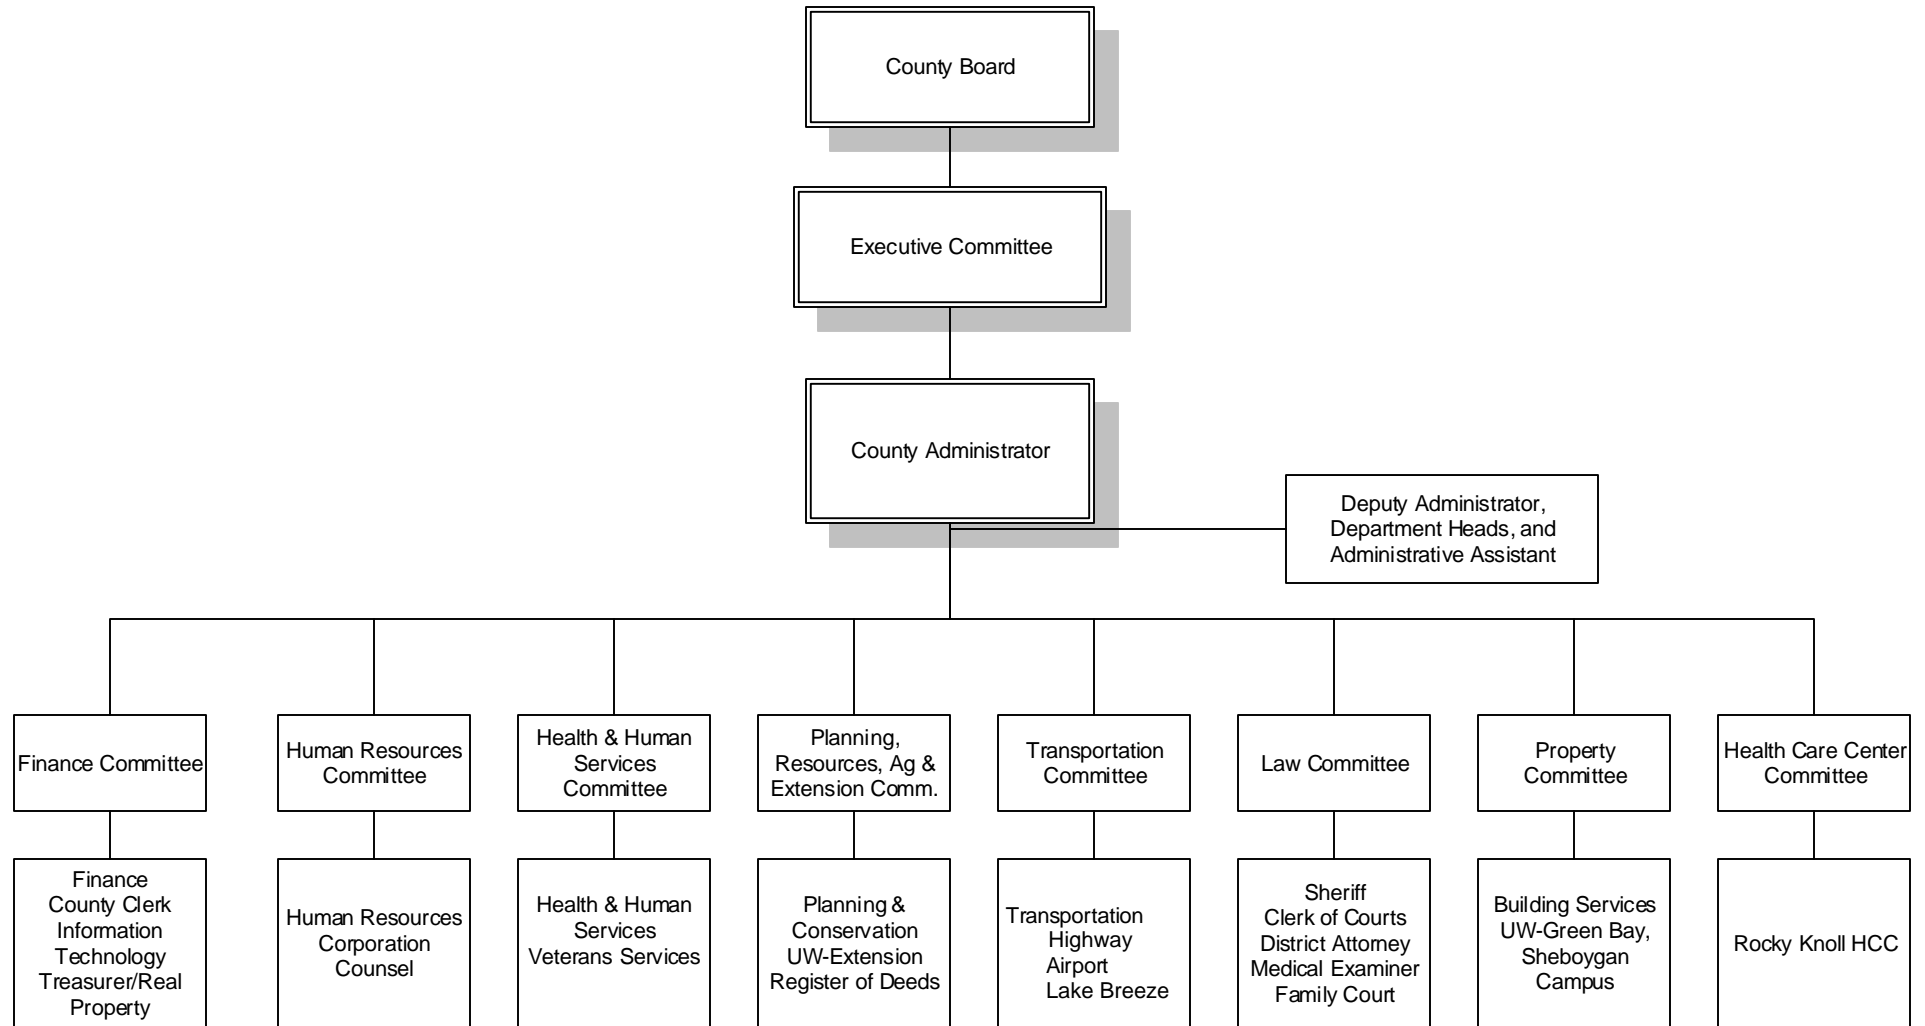 County Board
Executive Committee
County Administrator
Deputy Administrator,
Department Heads, and
Administrative Assistant
Finance Committee
Human Resources
Committee
Health & Human
Services
Committee
Planning,
Resources, Ag &
Extension Comm.
Transportation
Committee
Law Committee
Property
Committee
Health Care Center
Committee
Finance
County Clerk
Information
Technology
Treasurer/Real
Property
Human Resources
Corporation
Counsel
Health & Human
Services
Veterans Services
Planning &
Conservation
UW-Extension
Register of Deeds
Transportation
Highway
Airport
Lake Breeze
Sheriff
Clerk of Courts
District Attorney
Medical Examiner
Family Court
Building Services
UW-Green Bay,
Sheboygan
Campus
Rocky Knoll HCC